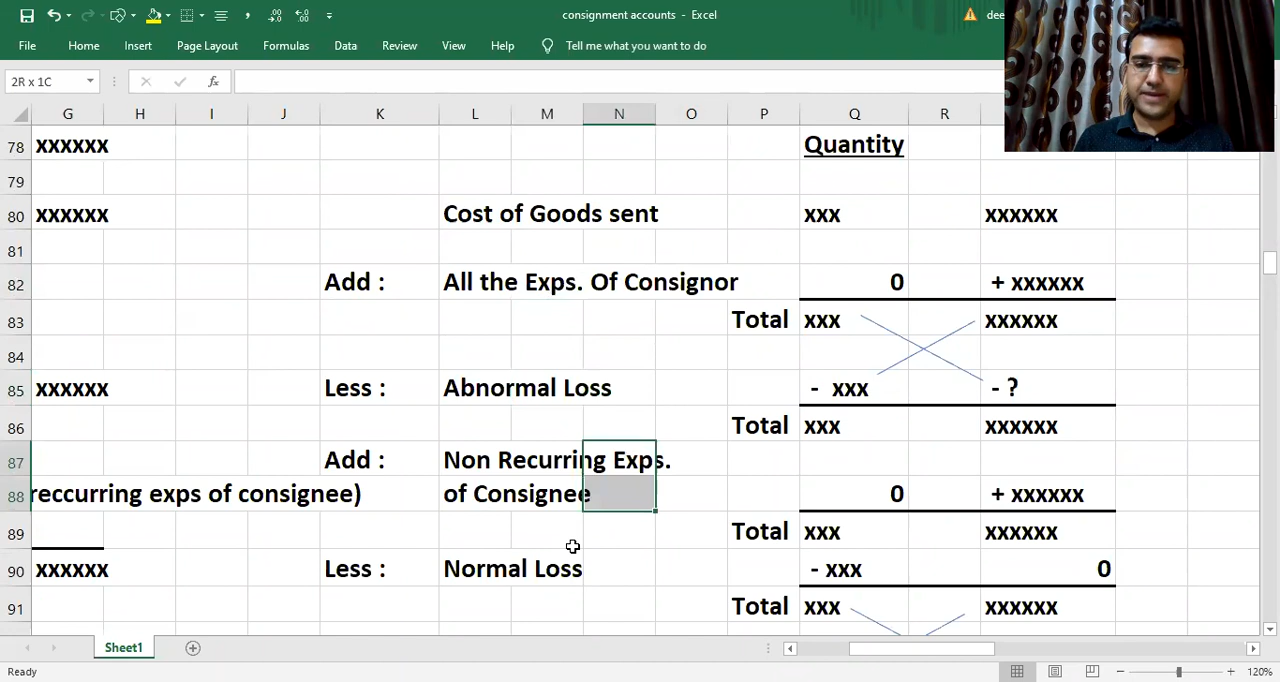 consignment accounts - Excel
dee
File Home Insert Page Layout Formulas Data Review View Help Tell me what you want to do
2R x 1C fx
G H I J K L M N O P Q R
78 xxxxxx Quantity
79
80 xxxxxx Cost of Goods sent xxx xxxxxx
81
82 Add : All the Exps. Of Consignor 0 + xxxxxx
83 Total xxx xxxxxx
84
85 xxxxxx Less : Abnormal Loss - xxx - ?
86 Total xxx xxxxxx
87 Add : Non Recurring Exps.
88 reccurring exps of consignee) of Consignee 0 + xxxxxx
89 Total xxx xxxxxx
90 xxxxxx Less : Normal Loss - xxx 0
91 Total xxx xxxxxx
Sheet1
Ready 120%